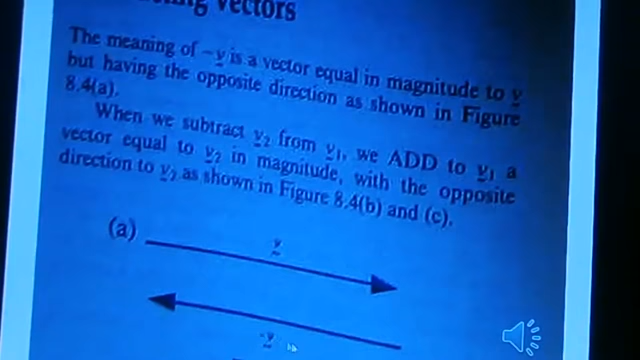 Vectors
The meaning of -v is a vector equal in magnitude to v
but having the opposite direction as shown in Figure
8.4(a).
When we subtract v₂ from v₁, we ADD to v₁ a
vector equal to v₂ in magnitude, with the opposite
direction to v₂ as shown in Figure 8.4(b) and (c).
(a)
v
-v